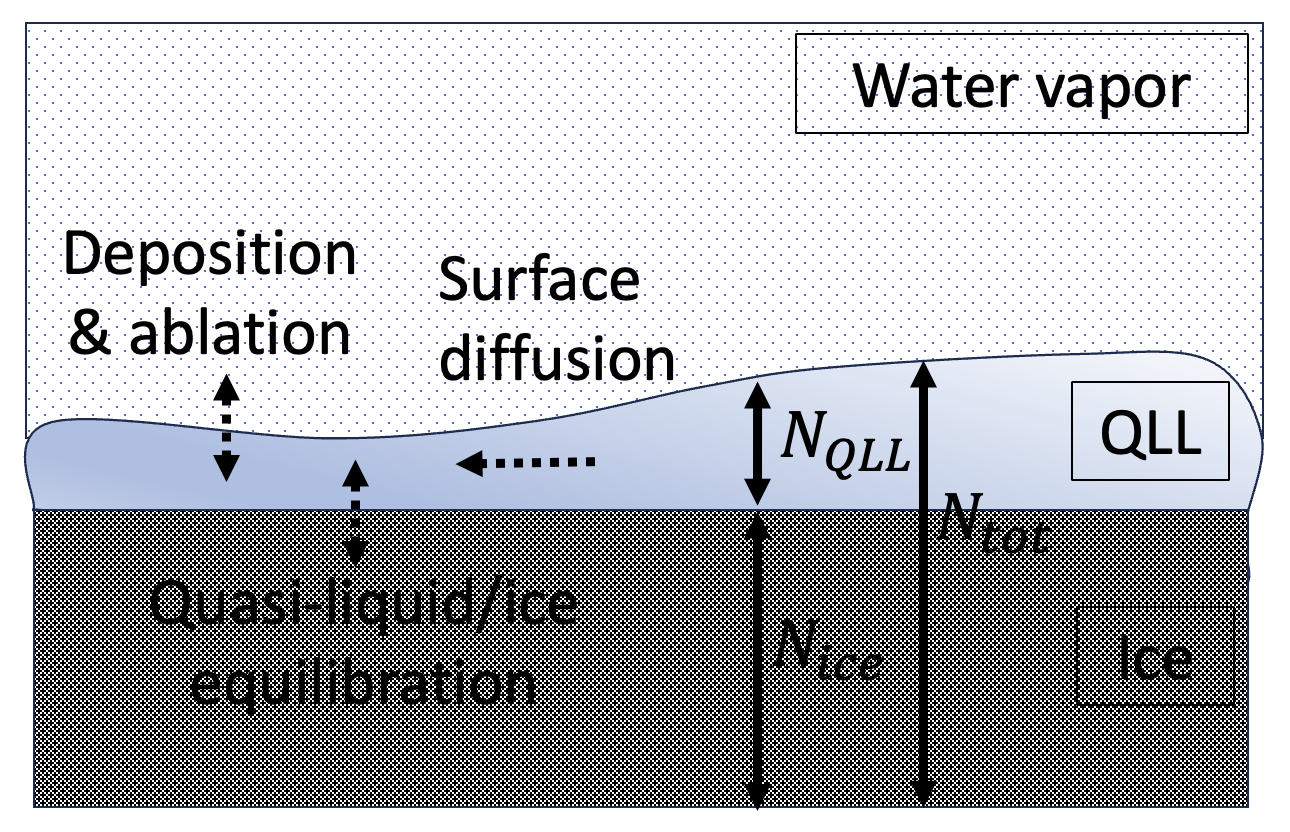 Water vapor
Deposition
& ablation
Surface
diffusion
N_QLL
QLL
N_tot
Quasi-liquid/ice
equilibration
N_ice
Ice